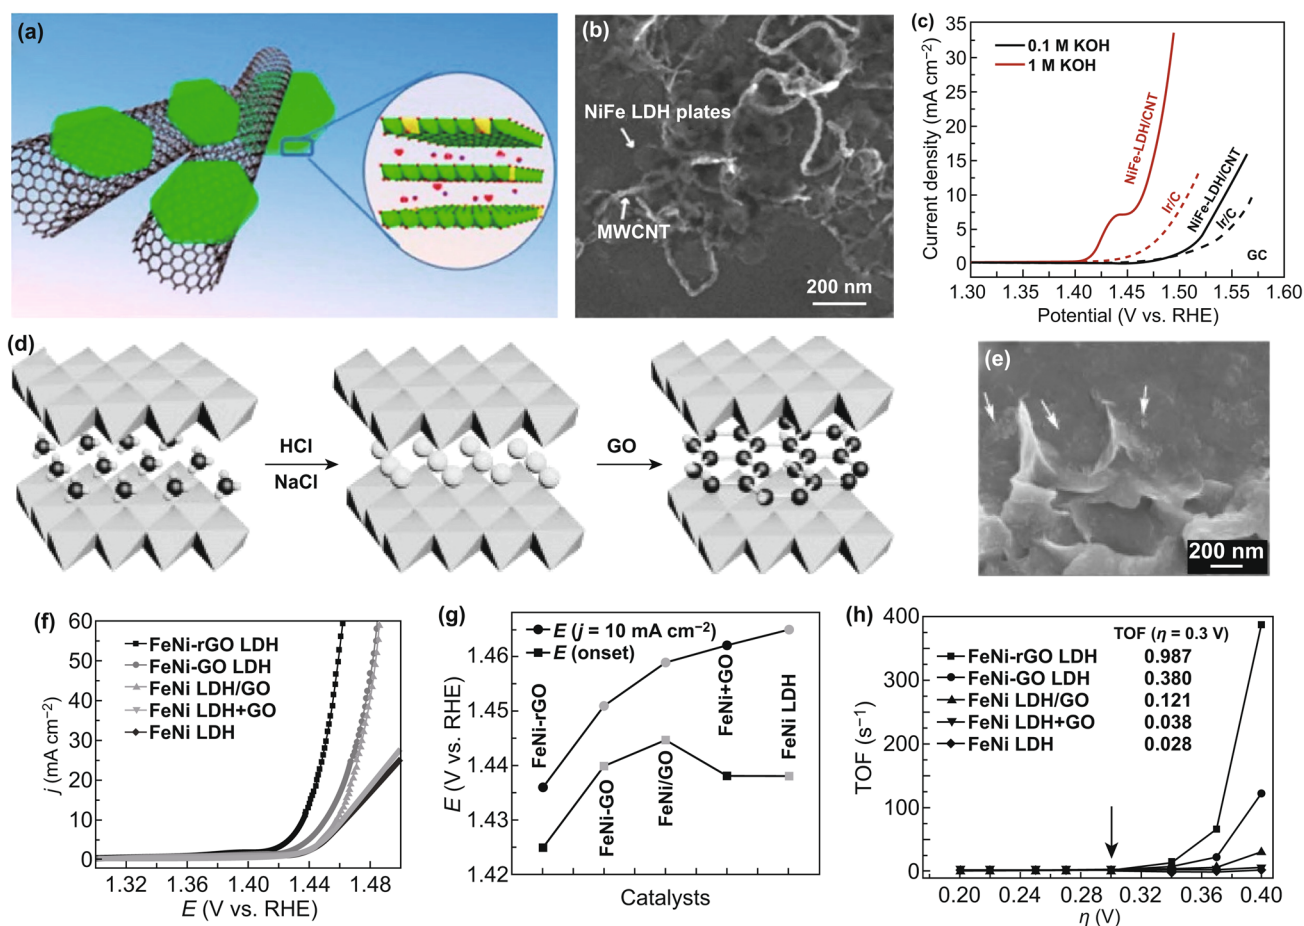 (a)
(b)
NiFe LDH plates
MWCNT
200 nm
(c)
35
30
25
20
15
10
5
0
Current density (mA cm−2)
0.1 M KOH
1 M KOH
NiFe-LDH/CNT
Ir/C
NiFe-LDH/CNT
Ir/C
GC
1.30 1.35 1.40 1.45 1.50 1.55 1.60
Potential (V vs. RHE)
(d)
HCl
NaCl
GO
(e)
200 nm
(f)
60
50
40
30
20
10
0
j (mA cm−2)
FeNi-rGO LDH
FeNi-GO LDH
FeNi LDH/GO
FeNi LDH+GO
FeNi LDH
1.32 1.36 1.40 1.44 1.48
E (V vs. RHE)
(g)
E (j = 10 mA cm−2)
E (onset)
1.46
1.45
1.44
1.43
1.42
E (V vs. RHE)
FeNi-rGO
FeNi-GO
FeNi/GO
FeNi+GO
FeNi LDH
Catalysts
(h)
400
300
200
100
0
TOF (s−1)
TOF (η = 0.3 V)
FeNi-rGO LDH 0.987
FeNi-GO LDH 0.380
FeNi LDH/GO 0.121
FeNi LDH+GO 0.038
FeNi LDH 0.028
0.20 0.25 0.30 0.35 0.40
η (V)